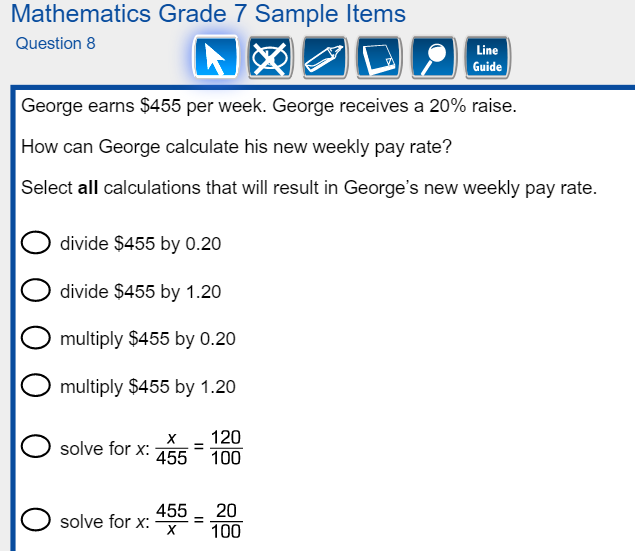 Mathematics Grade 7 Sample Items
Question 8
Line
Guide
George earns $455 per week. George receives a 20% raise.
How can George calculate his new weekly pay rate?
Select all calculations that will result in George’s new weekly pay rate.
divide $455 by 0.20
divide $455 by 1.20
multiply $455 by 0.20
multiply $455 by 1.20
solve for x: x/455 = 120/100
solve for x: 455/x = 20/100